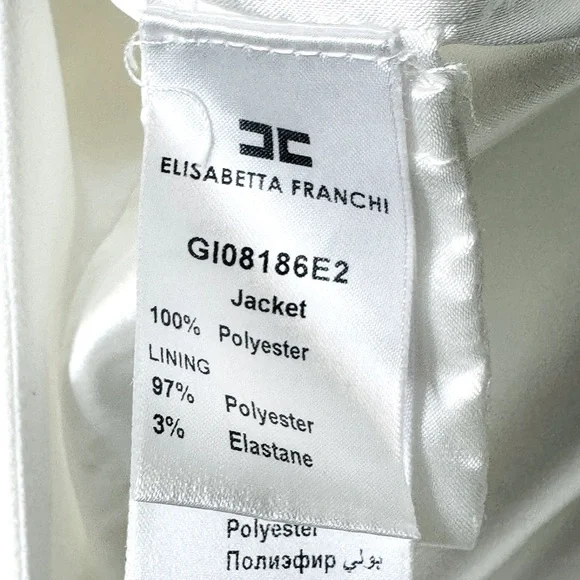 ELISABETTA FRANCHI
GI08186E2
Jacket
100% Polyester
LINING
97% Polyester
3% Elastane
Polyester
Полиэфир بولي